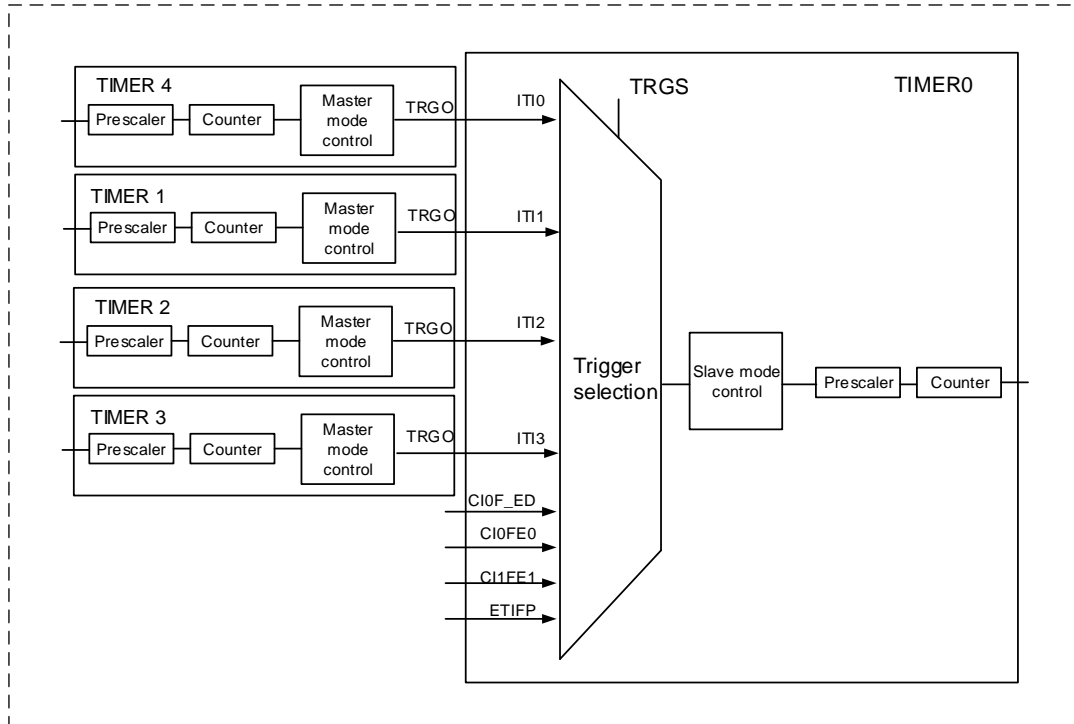 TIMER 4
Prescaler
Counter
Master
mode
control
TRGO
ITI0
TRGS
TIMER0
TIMER 1
Prescaler
Counter
Master
mode
control
TRGO
ITI1
TIMER 2
Prescaler
Counter
Master
mode
control
TRGO
ITI2
Trigger
selection
Slave mode
control
Prescaler
Counter
TIMER 3
Prescaler
Counter
Master
mode
control
TRGO
ITI3
CI0F_ED
CI0FE0
CI1FE1
ETIFP